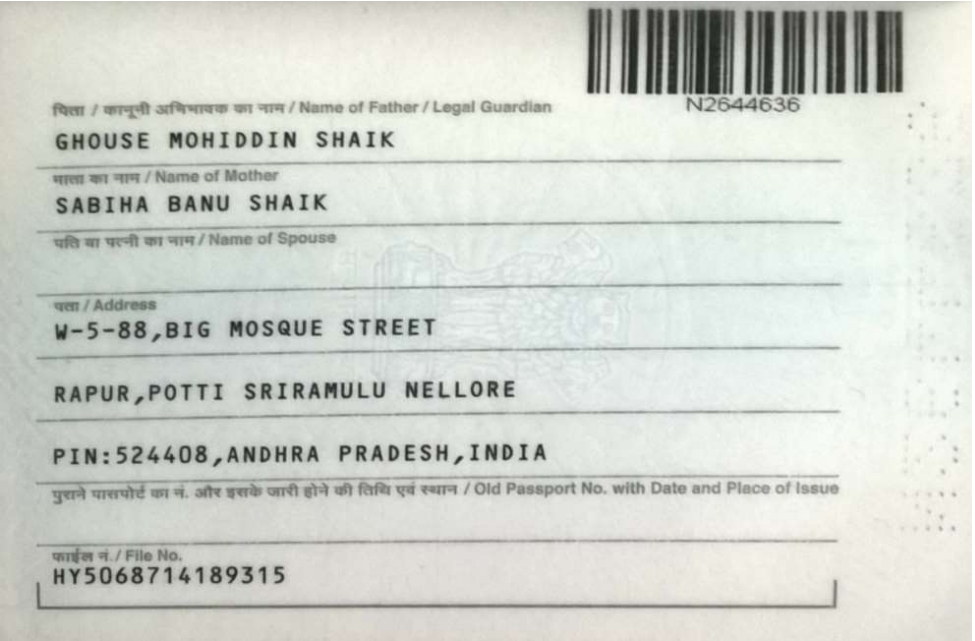 N2644636
पिता / कानूनी अभिभावक का नाम / Name of Father / Legal Guardian
GHOUSE MOHIDDIN SHAIK
माता का नाम / Name of Mother
SABIHA BANU SHAIK
पति या पत्नी का नाम / Name of Spouse
पता / Address
W-5-88,BIG MOSQUE STREET
RAPUR,POTTI SRIRAMULU NELLORE
PIN:524408,ANDHRA PRADESH,INDIA
पुराने पासपोर्ट का नं. और इसके जारी होने की तिथि एवं स्थान / Old Passport No. with Date and Place of Issue
फाईल नं./ File No.
HY5068714189315